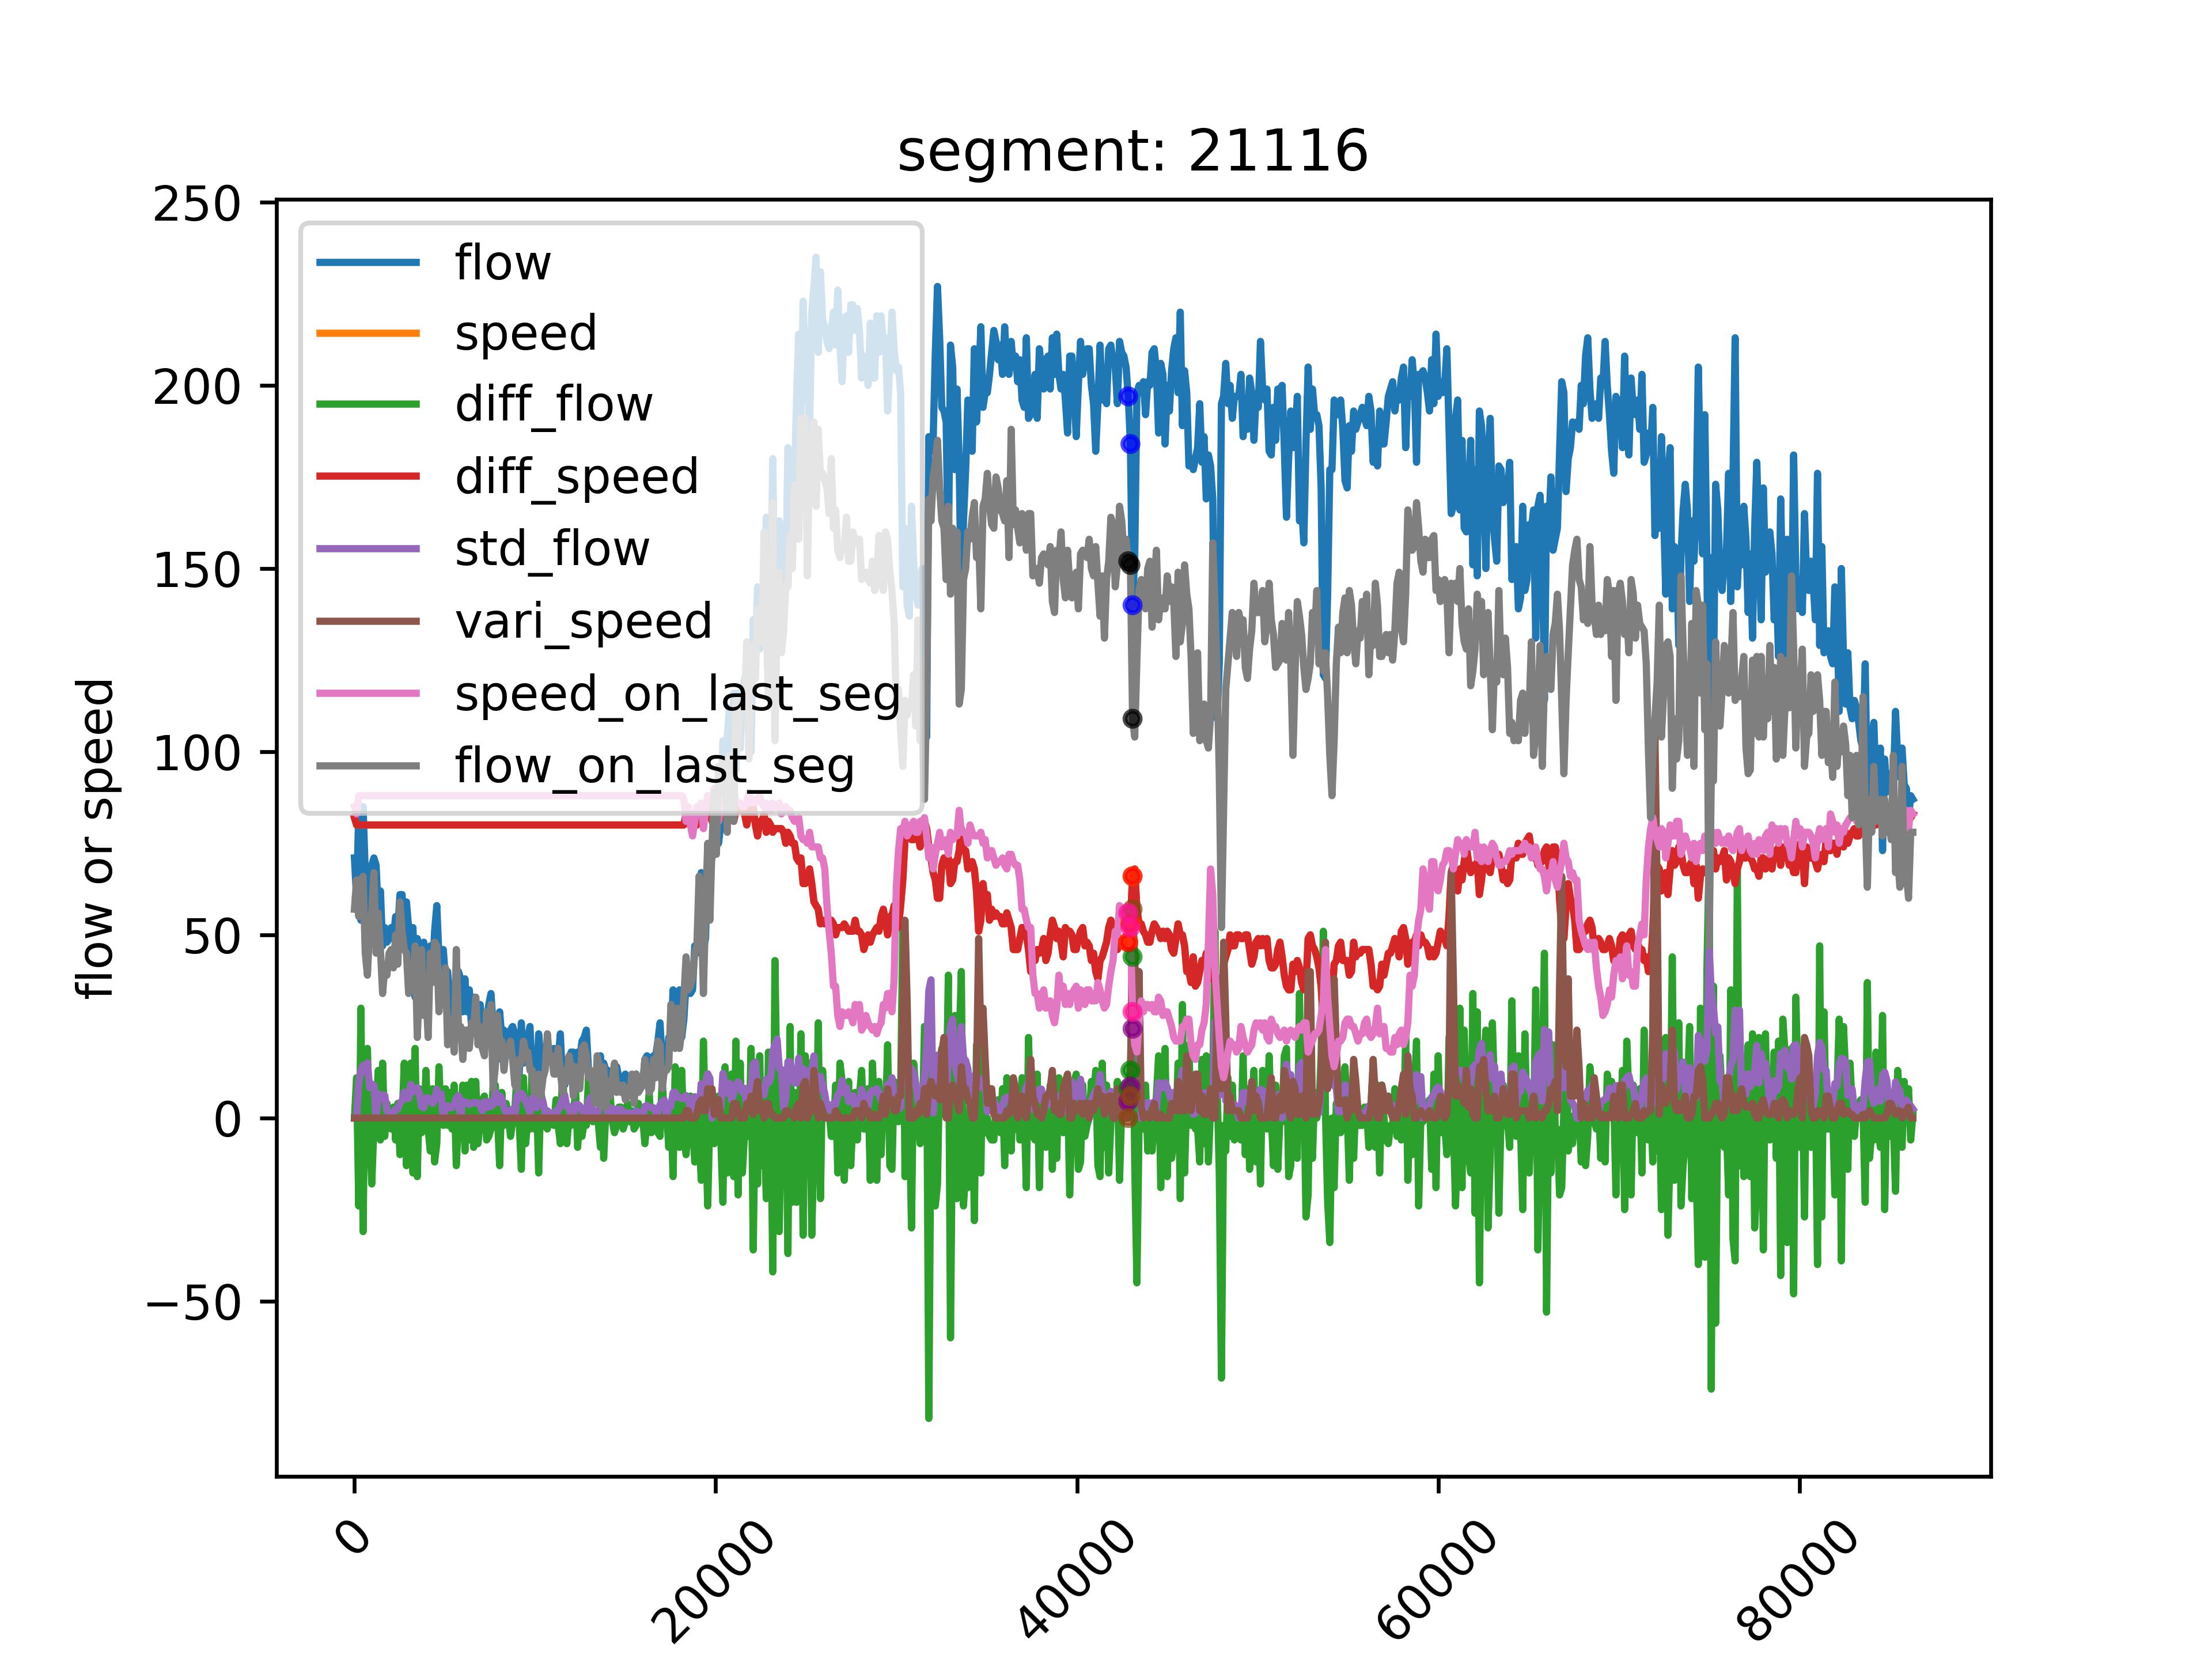 segment: 21116
250
200
150
100
50
0
−50
flow or speed
flow
speed
diff_flow
diff_speed
std_flow
vari_speed
speed_on_last_seg
flow_on_last_seg
0
20000
40000
60000
80000